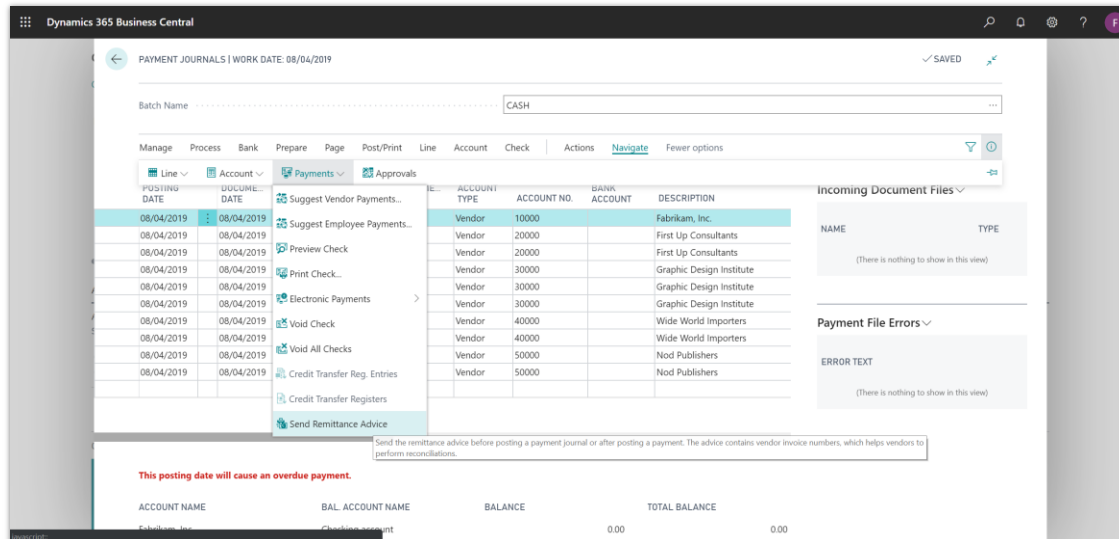 Dynamics 365 Business Central
F
PAYMENT JOURNALS | WORK DATE: 08/04/2019
SAVED
Batch Name
CASH
Manage Process Bank Prepare Page Post/Print Line Account Check Actions Navigate Fewer options
Line Account Payments Approvals
POSTING DATE DOCUME... DATE ACCOUNT TYPE ACCOUNT NO. BANK ACCOUNT DESCRIPTION
08/04/2019 08/04/2019 Vendor 10000 Fabrikam, Inc.
08/04/2019 08/04/2019 Vendor 20000 First Up Consultants
08/04/2019 08/04/2019 Vendor 20000 First Up Consultants
08/04/2019 08/04/2019 Vendor 30000 Graphic Design Institute
08/04/2019 08/04/2019 Vendor 30000 Graphic Design Institute
08/04/2019 08/04/2019 Vendor 30000 Graphic Design Institute
08/04/2019 08/04/2019 Vendor 40000 Wide World Importers
08/04/2019 08/04/2019 Vendor 40000 Wide World Importers
08/04/2019 08/04/2019 Vendor 50000 Nod Publishers
08/04/2019 08/04/2019 Vendor 50000 Nod Publishers
Suggest Vendor Payments...
Suggest Employee Payments...
Preview Check
Print Check...
Electronic Payments
Void Check
Void All Checks
Credit Transfer Reg. Entries
Credit Transfer Registers
Send Remittance Advice
Send the remittance advice before posting a payment journal or after posting a payment. The advice contains vendor invoice numbers, which helps vendors to
perform reconciliations.
Incoming Document Files
NAME TYPE
(There is nothing to show in this view)
Payment File Errors
ERROR TEXT
(There is nothing to show in this view)
This posting date will cause an overdue payment.
ACCOUNT NAME BAL. ACCOUNT NAME BALANCE TOTAL BALANCE
Fabrikam, Inc. Checking account 0.00 0.00
javascript: